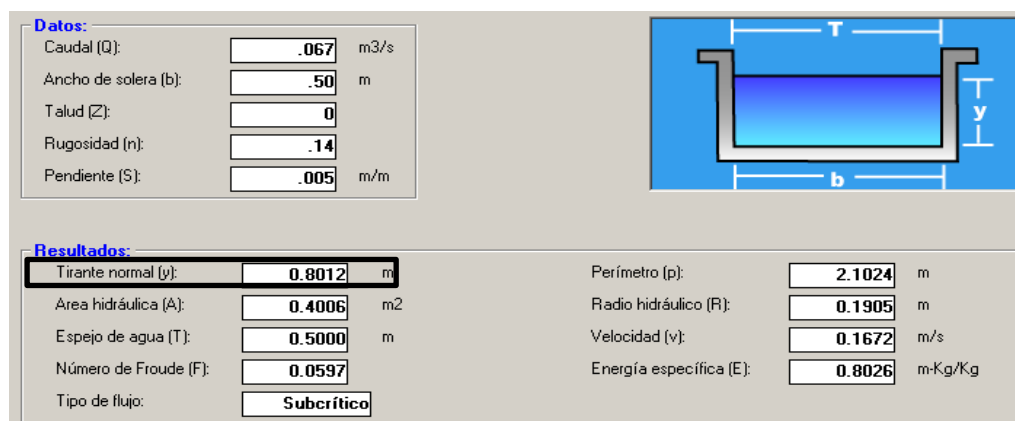 Datos:
Caudal (Q): .067 m3/s
Ancho de solera (b): .50 m
Talud (Z): 0
Rugosidad (n): .14
Pendiente (S): .005 m/m
T
y
b
Resultados:
Tirante normal (y): 0.8012 m Perímetro (p): 2.1024 m
Area hidráulica (A): 0.4006 m2 Radio hidráulico (R): 0.1905 m
Espejo de agua (T): 0.5000 m Velocidad (v): 0.1672 m/s
Número de Froude (F): 0.0597 Energía específica (E): 0.8026 m-Kg/Kg
Tipo de flujo: Subcrítico